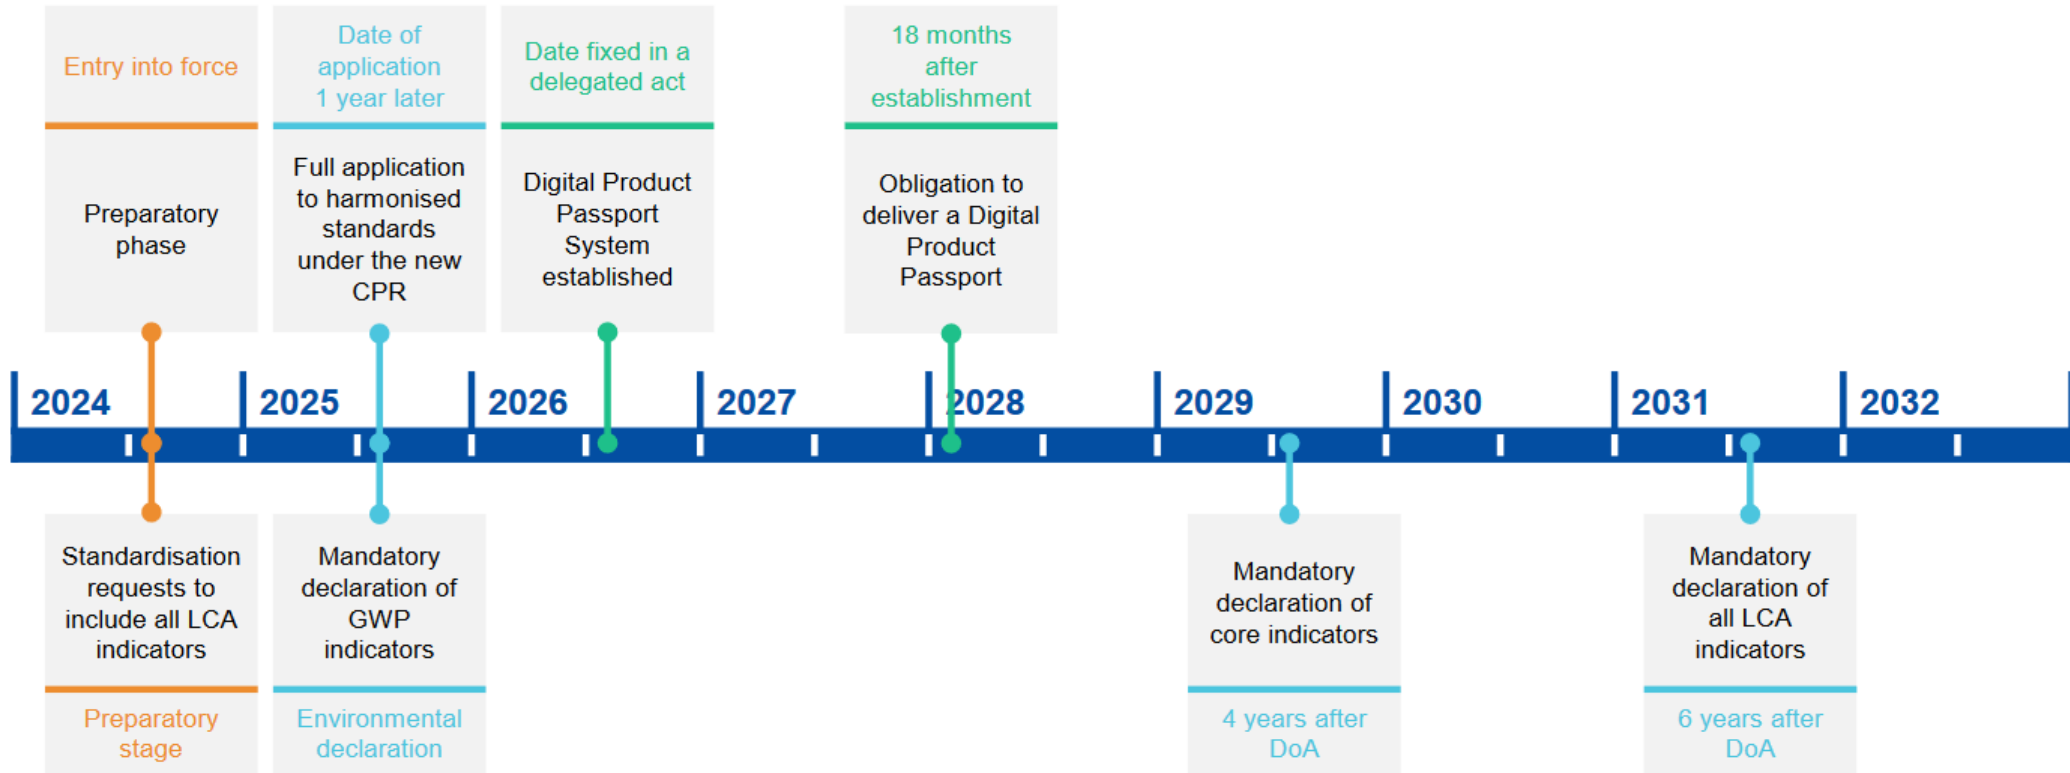 Entry into force
Preparatory
phase
Date of
application
1 year later
Full application
to harmonised
standards
under the new
CPR
Date fixed in a
delegated act
Digital Product
Passport
System
established
18 months
after
establishment
Obligation to
deliver a Digital
Product
Passport
2024
2025
2026
2027
2028
2029
2030
2031
2032
Standardisation
requests to
include all LCA
indicators
Preparatory
stage
Mandatory
declaration of
GWP
indicators
Environmental
declaration
Mandatory
declaration of
core indicators
4 years after
DoA
Mandatory
declaration of
all LCA
indicators
6 years after
DoA